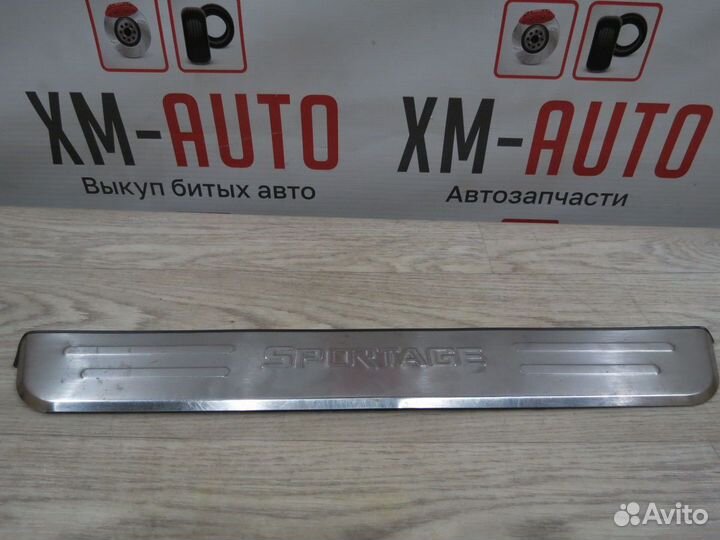 XM-AUTO
Выкуп битых авто
XM-AUTO
Автозапчасти
SPORTAGE
Avito